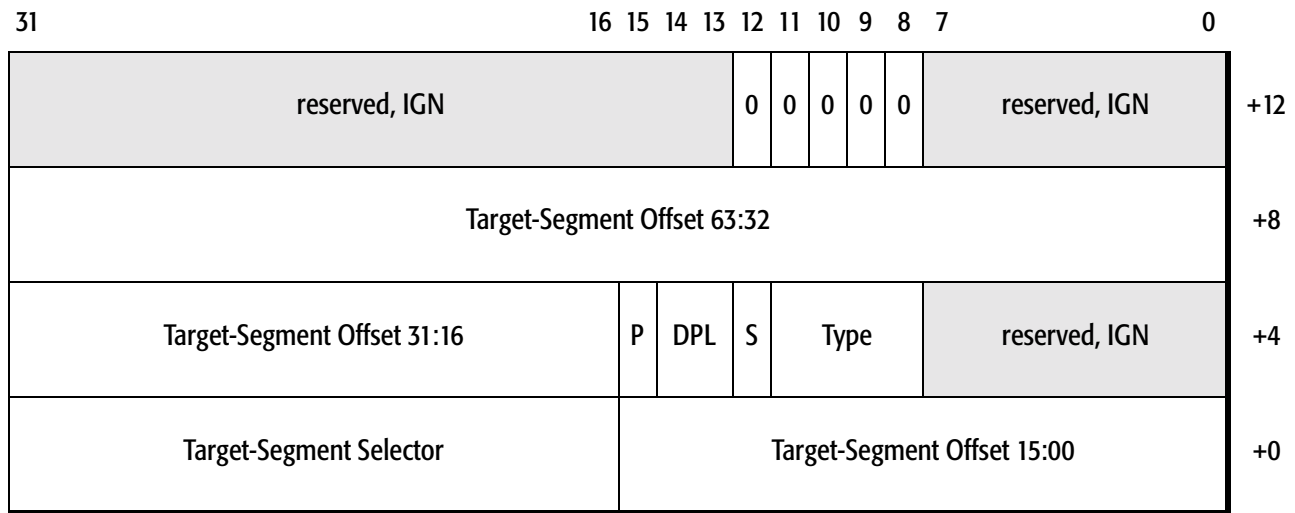 31 16 15 14 13 12 11 10 9 8 7 0
reserved, IGN 0 0 0 0 0 reserved, IGN +12
Target-Segment Offset 63:32 +8
Target-Segment Offset 31:16 P DPL S Type reserved, IGN +4
Target-Segment Selector Target-Segment Offset 15:00 +0